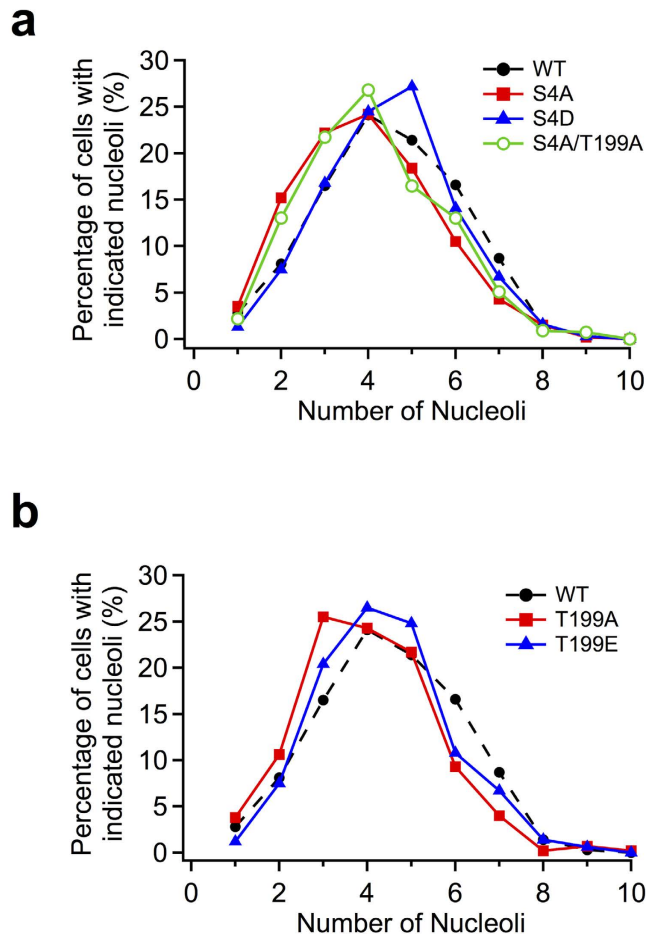 a
Percentage of cells with
indicated nucleoli (%)
30
25
20
15
10
5
0
WT
S4A
S4D
S4A/T199A
0 2 4 6 8 10
Number of Nucleoli
b
Percentage of cells with
indicated nucleoli (%)
30
25
20
15
10
5
0
WT
T199A
T199E
0 2 4 6 8 10
Number of Nucleoli